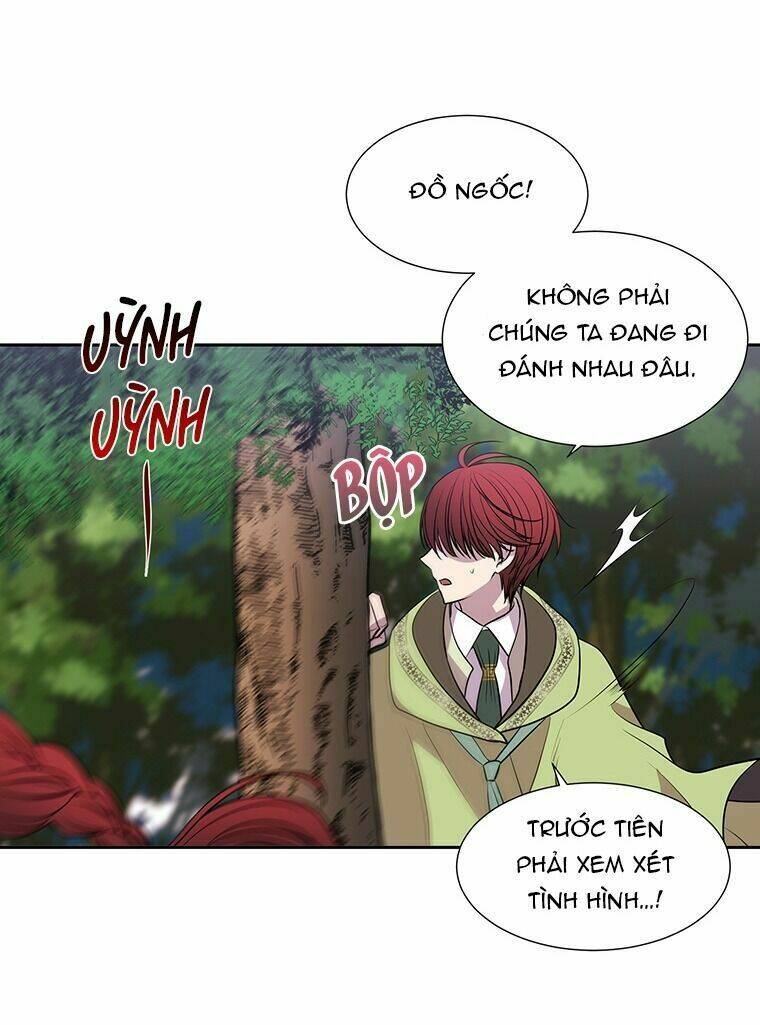 ĐỒ NGỐC!
KHÔNG PHẢI
CHÚNG TA ĐANG ĐI
ĐÁNH NHAU ĐÂU.
UỲNH
UỲNH
BỘP
TRƯỚC TIÊN
PHẢI XEM XÉT
TÌNH HÌNH...!